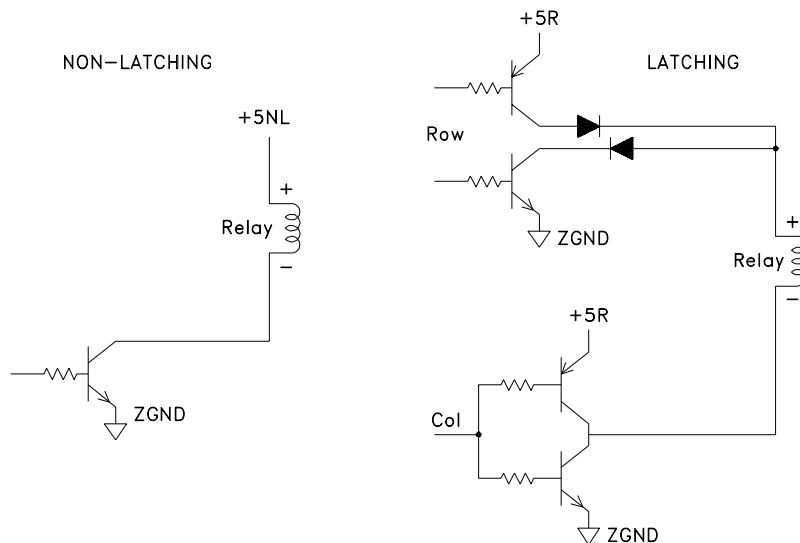 NON-LATCHING
+5NL
+
Relay
−
ZGND
+5R
LATCHING
Row
ZGND
+
Relay
−
+5R
Col
ZGND